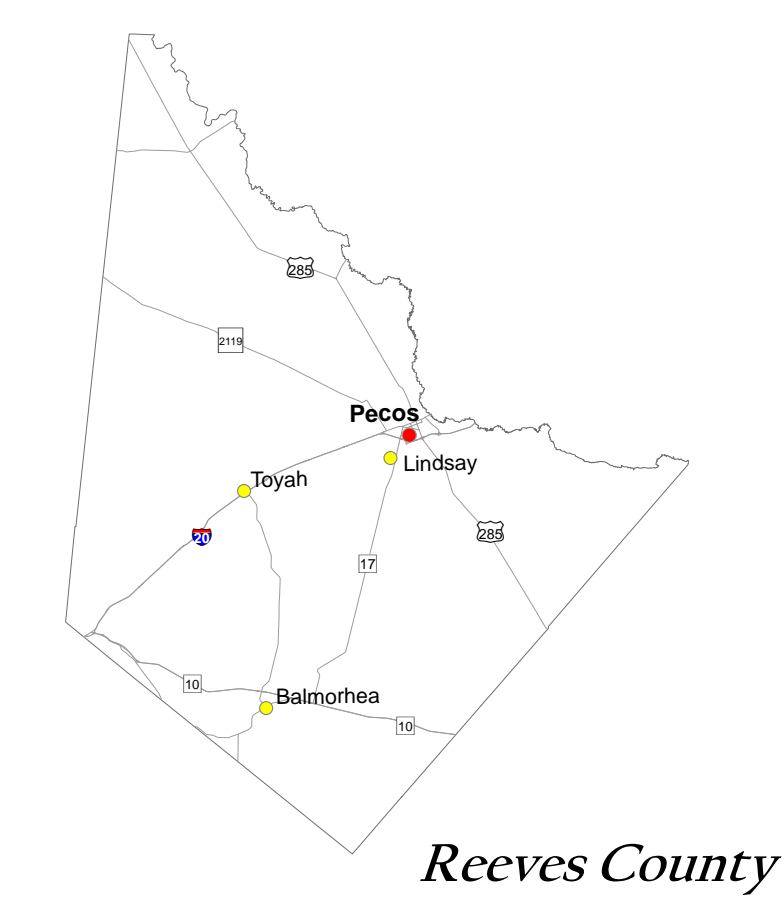 285
2119
Pecos
Lindsay
Toyah
285
20
17
10
Balmorhea
10
Reeves County